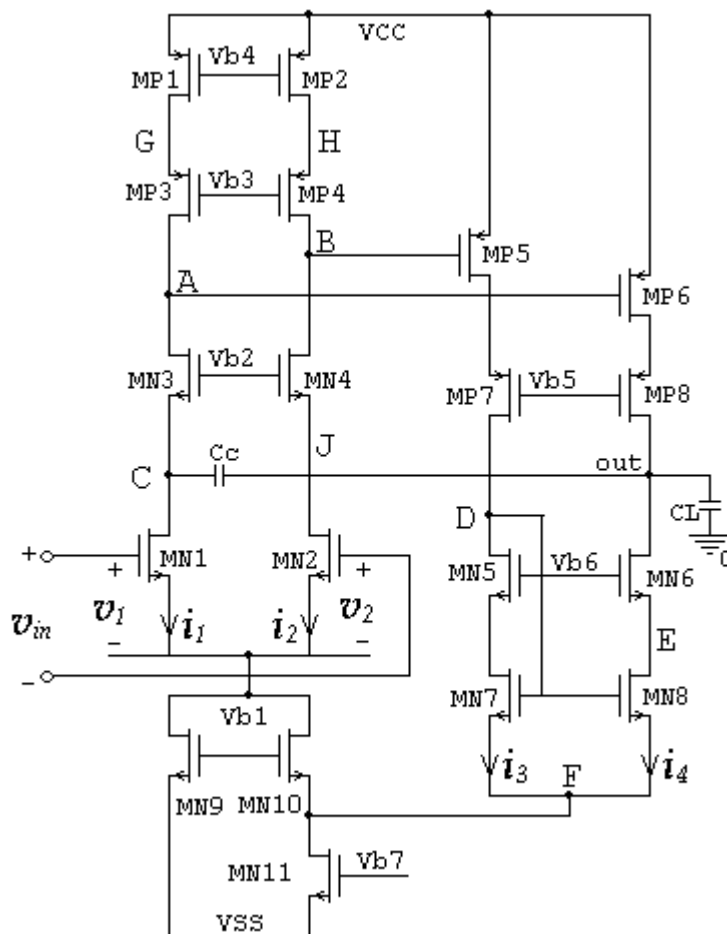 VCC
MP1 Vb4 MP2
G H
MP3 Vb3 MP4
B
MP5
A
MP6
MN3 Vb2 MN4
MP7 Vb5 MP8
J
Cc
C
out
CL
0
D
+ + MN1 MN2 +
MN5 Vb6 MN6
vin v1 i1 i2 v2
E
− − −
MN7 MN8
Vb1
i3 F i4
MN9 MN10
MN11 Vb7
VSS